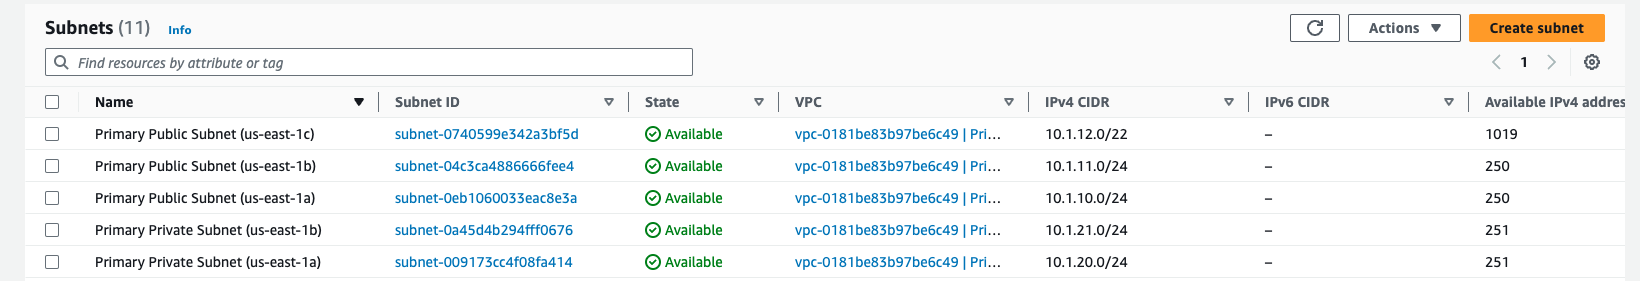 Subnets (11) Info
Actions
Create subnet
Find resources by attribute or tag
1
Name Subnet ID State VPC IPv4 CIDR IPv6 CIDR Available IPv4 addres
Primary Public Subnet (us-east-1c) subnet-0740599e342a3bf5d Available vpc-0181be83b97be6c49 | Pri... 10.1.12.0/22 – 1019
Primary Public Subnet (us-east-1b) subnet-04c3ca4886666fee4 Available vpc-0181be83b97be6c49 | Pri... 10.1.11.0/24 – 250
Primary Public Subnet (us-east-1a) subnet-0eb1060033eac8e3a Available vpc-0181be83b97be6c49 | Pri... 10.1.10.0/24 – 250
Primary Private Subnet (us-east-1b) subnet-0a45d4b294fff0676 Available vpc-0181be83b97be6c49 | Pri... 10.1.21.0/24 – 251
Primary Private Subnet (us-east-1a) subnet-009173cc4f08fa414 Available vpc-0181be83b97be6c49 | Pri... 10.1.20.0/24 – 251